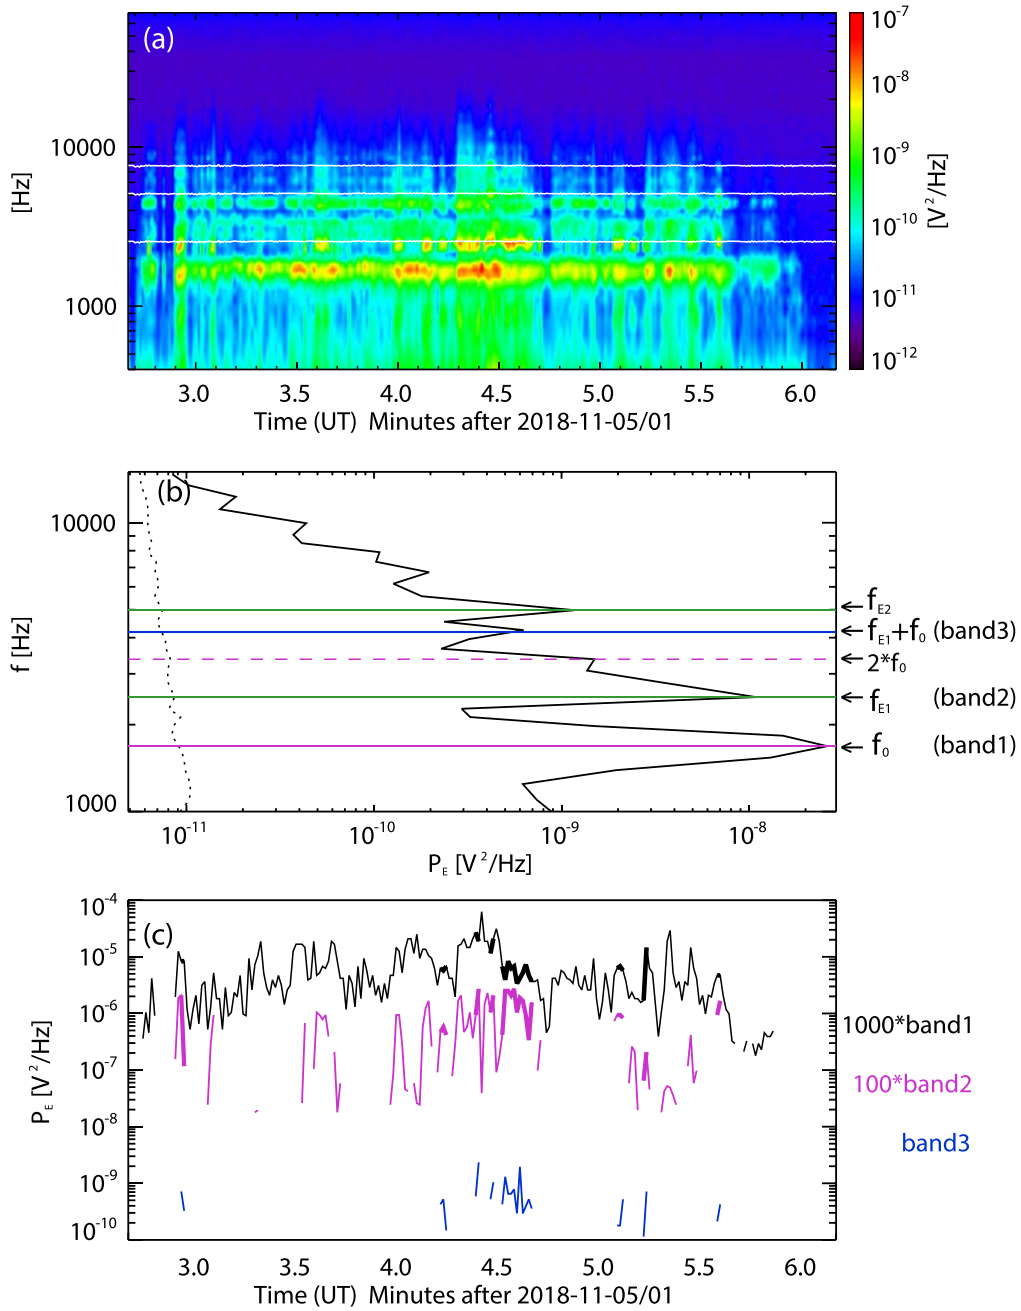 (a)
10000
1000
[Hz]
3.0 3.5 4.0 4.5 5.0 5.5 6.0
Time (UT) Minutes after 2018-11-05/01
10⁻⁷
10⁻⁸
10⁻⁹
10⁻¹⁰
10⁻¹¹
10⁻¹²
[V²/Hz]
(b)
10000
1000
f [Hz]
10⁻¹¹ 10⁻¹⁰ 10⁻⁹ 10⁻⁸
P_E [V²/Hz]
f_E2
f_E1+f_0 (band3)
2*f_0
f_E1 (band2)
f_0 (band1)
(c)
10⁻⁴
10⁻⁵
10⁻⁶
10⁻⁷
10⁻⁸
10⁻⁹
10⁻¹⁰
P_E [V²/Hz]
3.0 3.5 4.0 4.5 5.0 5.5 6.0
Time (UT) Minutes after 2018-11-05/01
1000*band1
100*band2
band3